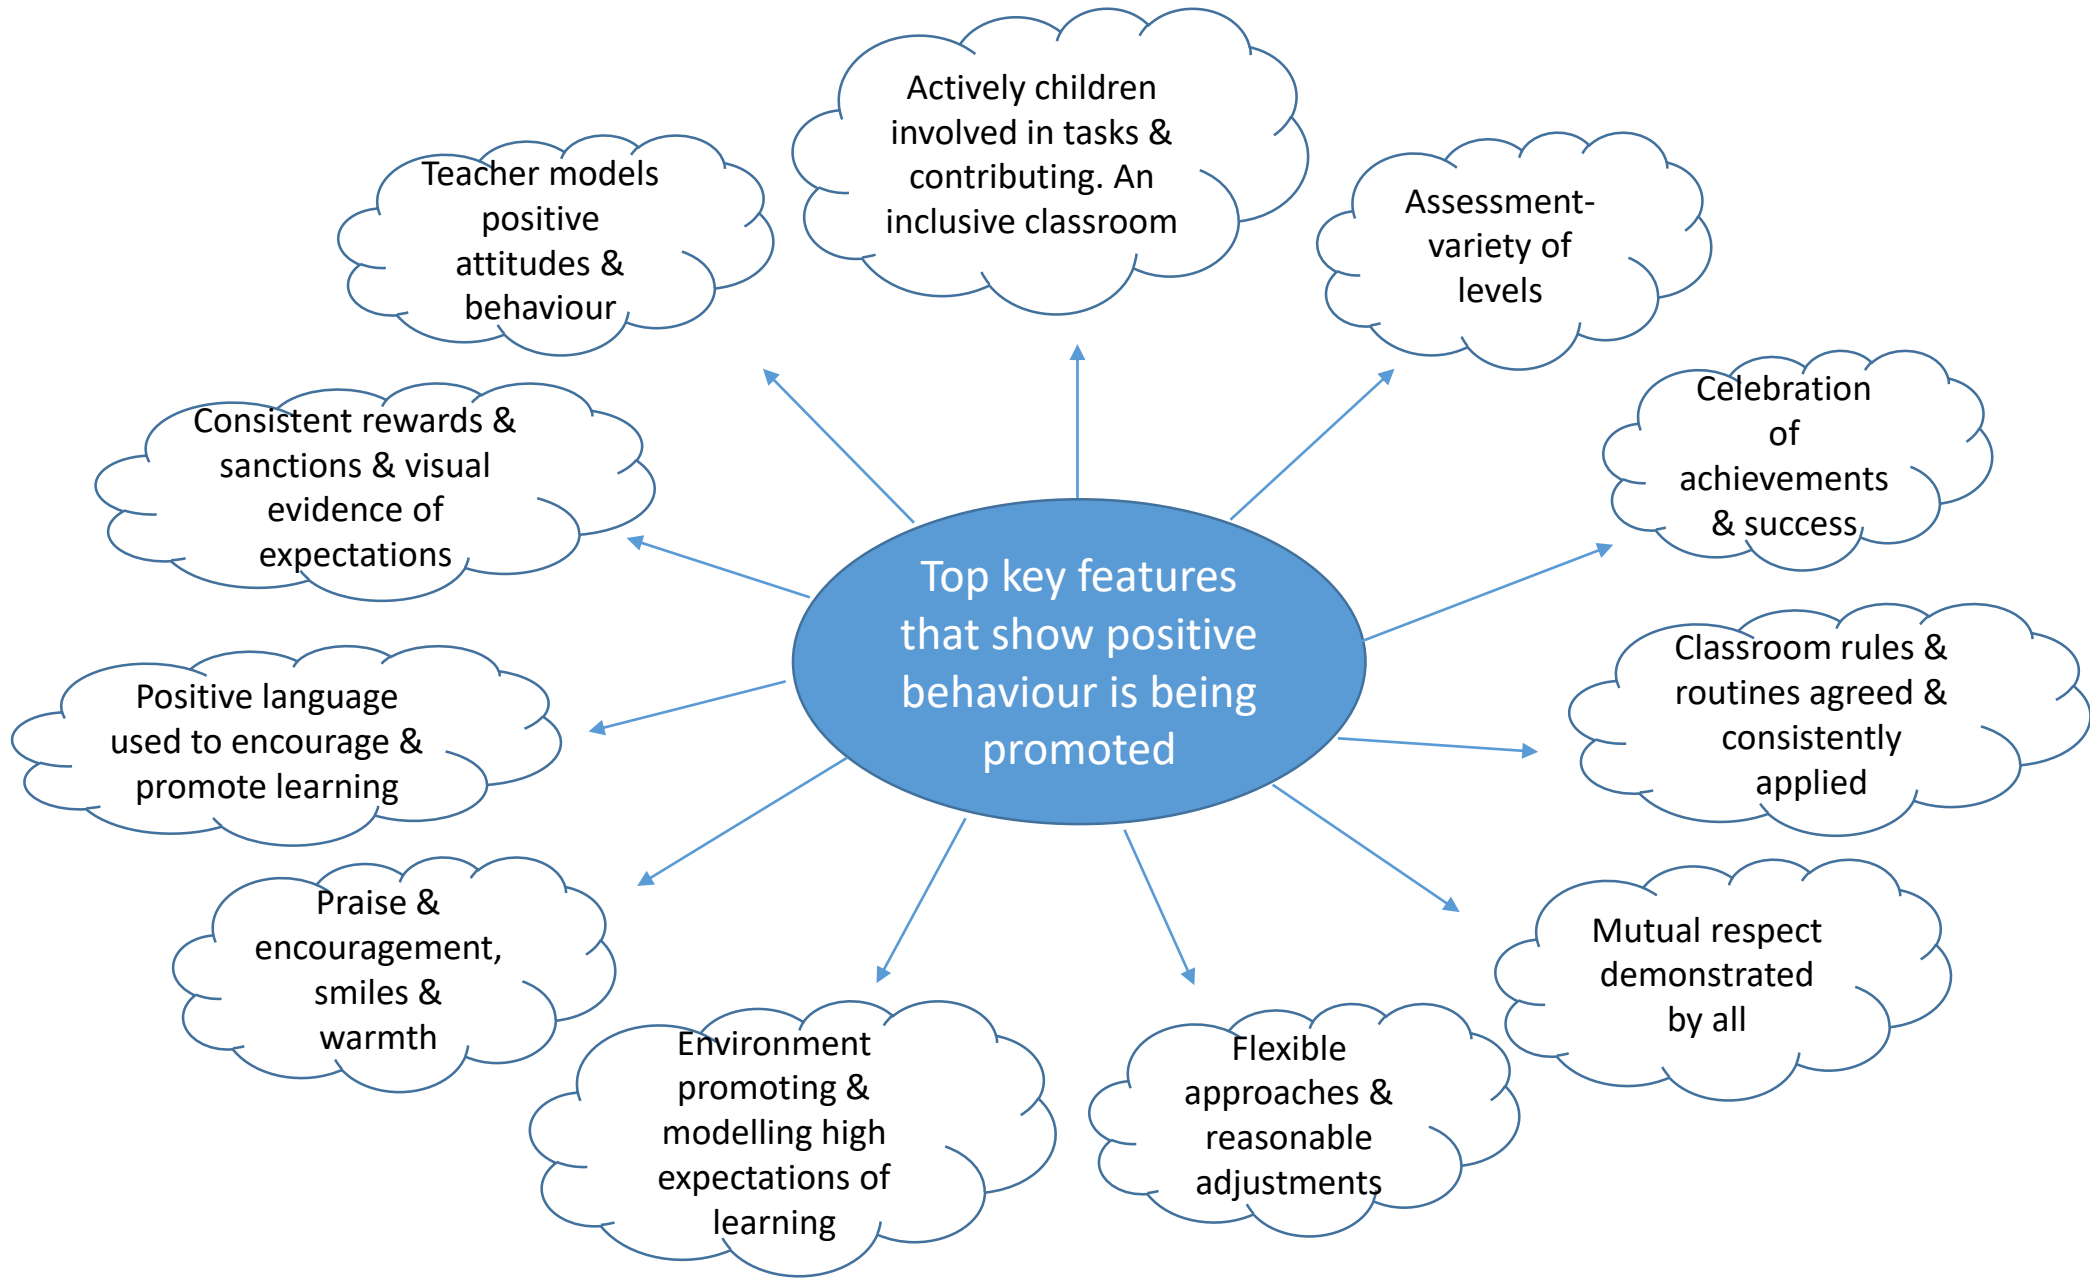 Actively children
involved in tasks &
contributing. An
inclusive classroom
Teacher models
positive
attitudes &
behaviour
Assessment-
variety of
levels
Consistent rewards &
sanctions & visual
evidence of
expectations
Celebration
of
achievements
& success
Top key features
that show positive
behaviour is being
promoted
Positive language
used to encourage &
promote learning
Classroom rules &
routines agreed &
consistently
applied
Praise &
encouragement,
smiles &
warmth
Mutual respect
demonstrated
by all
Environment
promoting &
modelling high
expectations of
learning
Flexible
approaches &
reasonable
adjustments